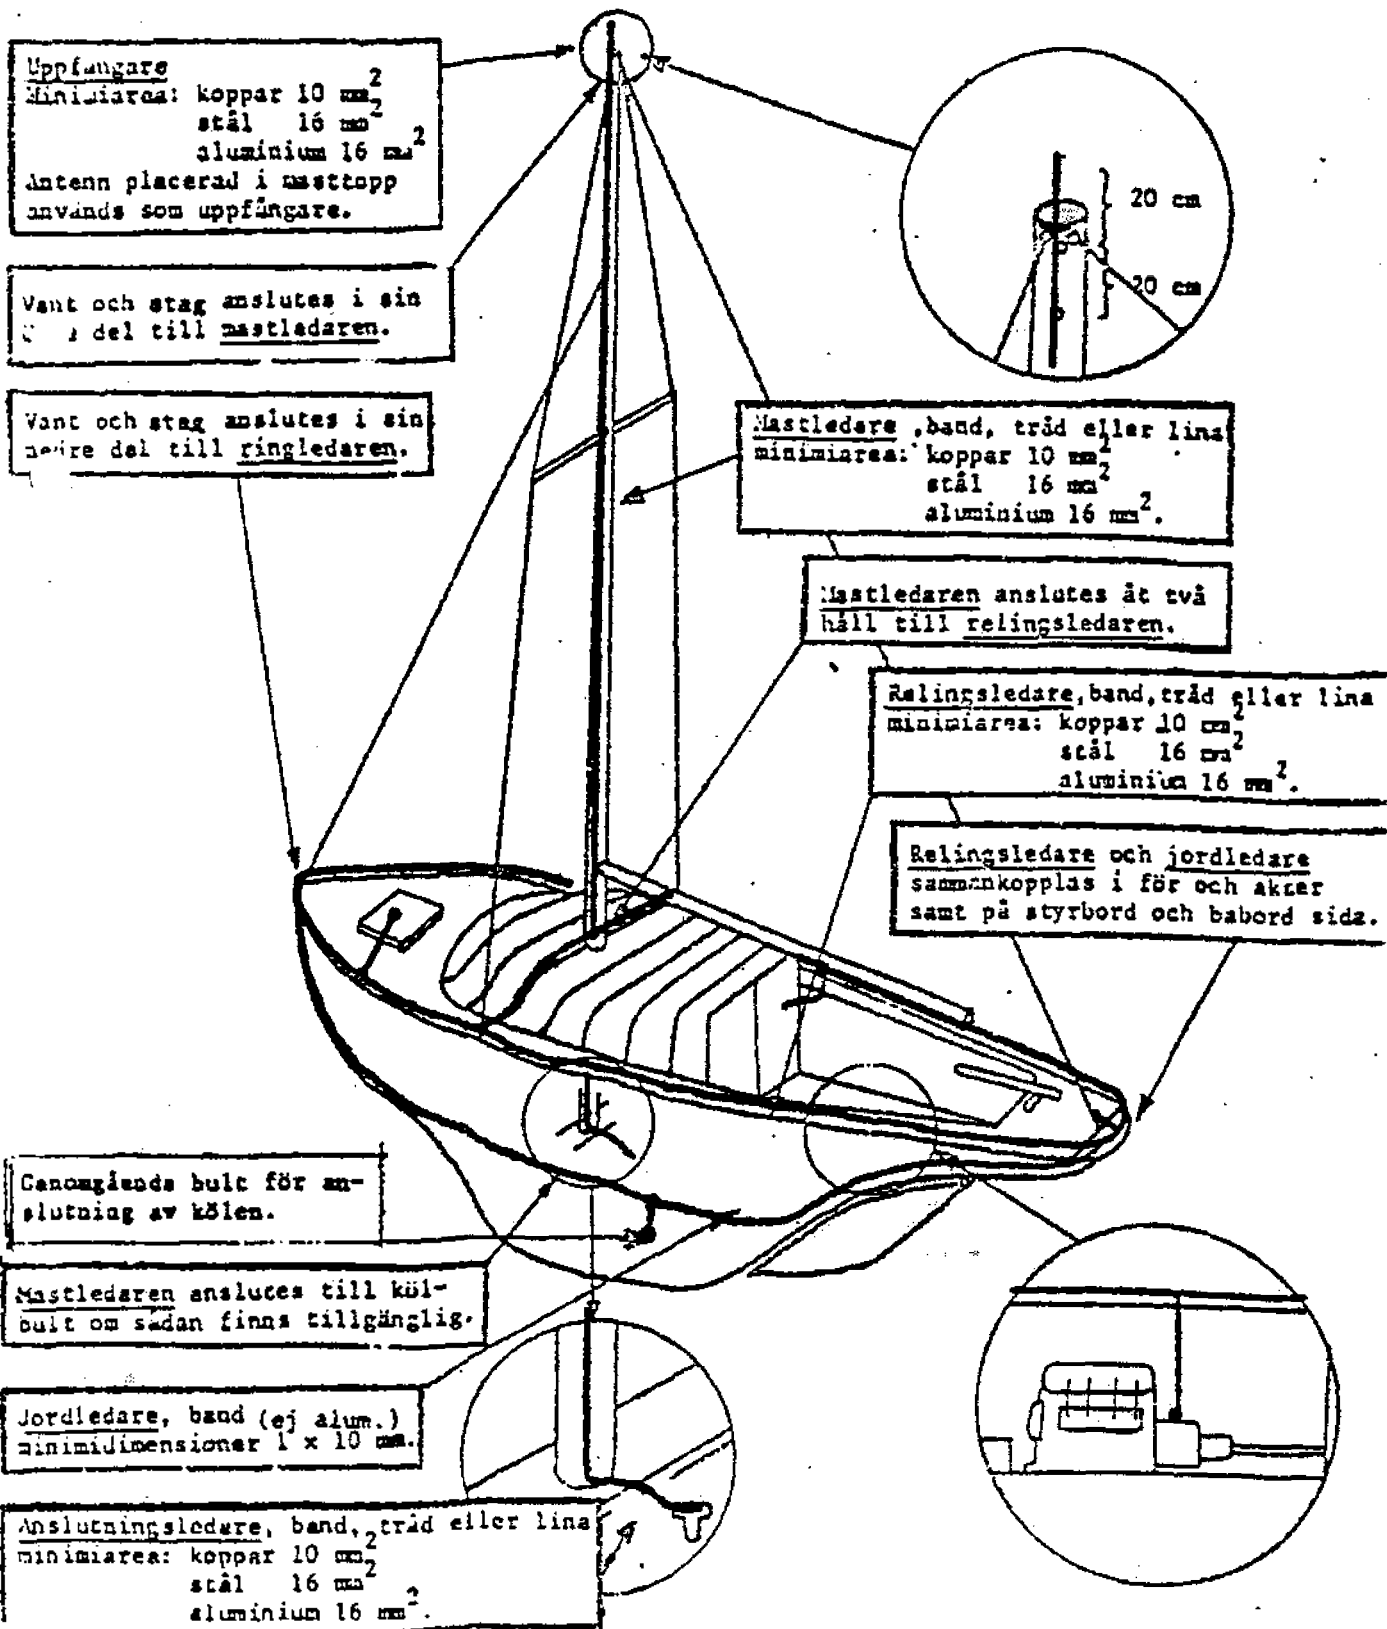 Uppfångare
Minimiarea: koppar 10 mm²
stål 16 mm²
aluminium 16 mm²
Antenn placerad i masttopp
används som uppfångare.
20 cm
20 cm
Vant och stag anslutes i sin
del till mastledaren.
Vant och stag anslutes i sin
nedre del till ringledaren.
Mastledare, band, tråd eller lina
minimiarea: koppar 10 mm²
stål 16 mm²
aluminium 16 mm².
Mastledaren anslutes åt två
håll till relingsledaren.
Relingsledare, band, tråd eller lina
minimiarea: koppar 10 mm²
stål 16 mm²
aluminium 16 mm².
Relingsledare och jordledare
sammankopplas i för och akter
samt på styrbord och babord sida.
Genomgående bult för an-
slutning av kölen.
Mastledaren anslutes till köl-
bult om sådan finns tillgänglig.
Jordledare, band (ej alum.)
minimidimensioner 1 x 10 mm.
Anslutningsledare, band, tråd eller lina
minimiarea: koppar 10 mm²
stål 16 mm²
aluminium 16 mm².